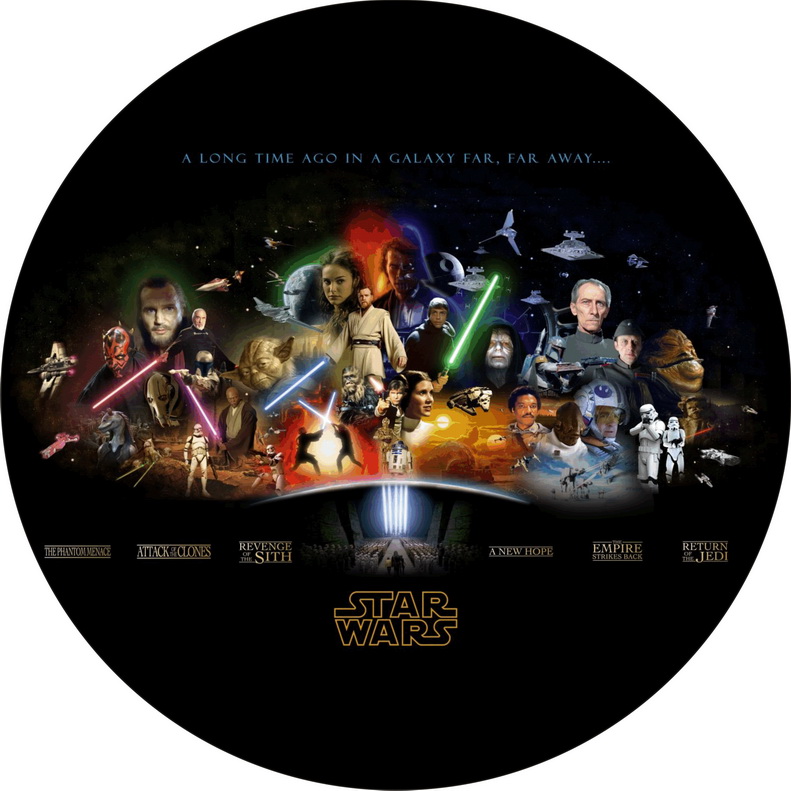 A LONG TIME AGO IN A GALAXY FAR, FAR AWAY....
THE PHANTOM MENACE
ATTACK OF THE CLONES
REVENGE
OF THE SITH
A NEW HOPE
THE
EMPIRE
STRIKES BACK
RETURN
OF THE JEDI
STAR
WARS